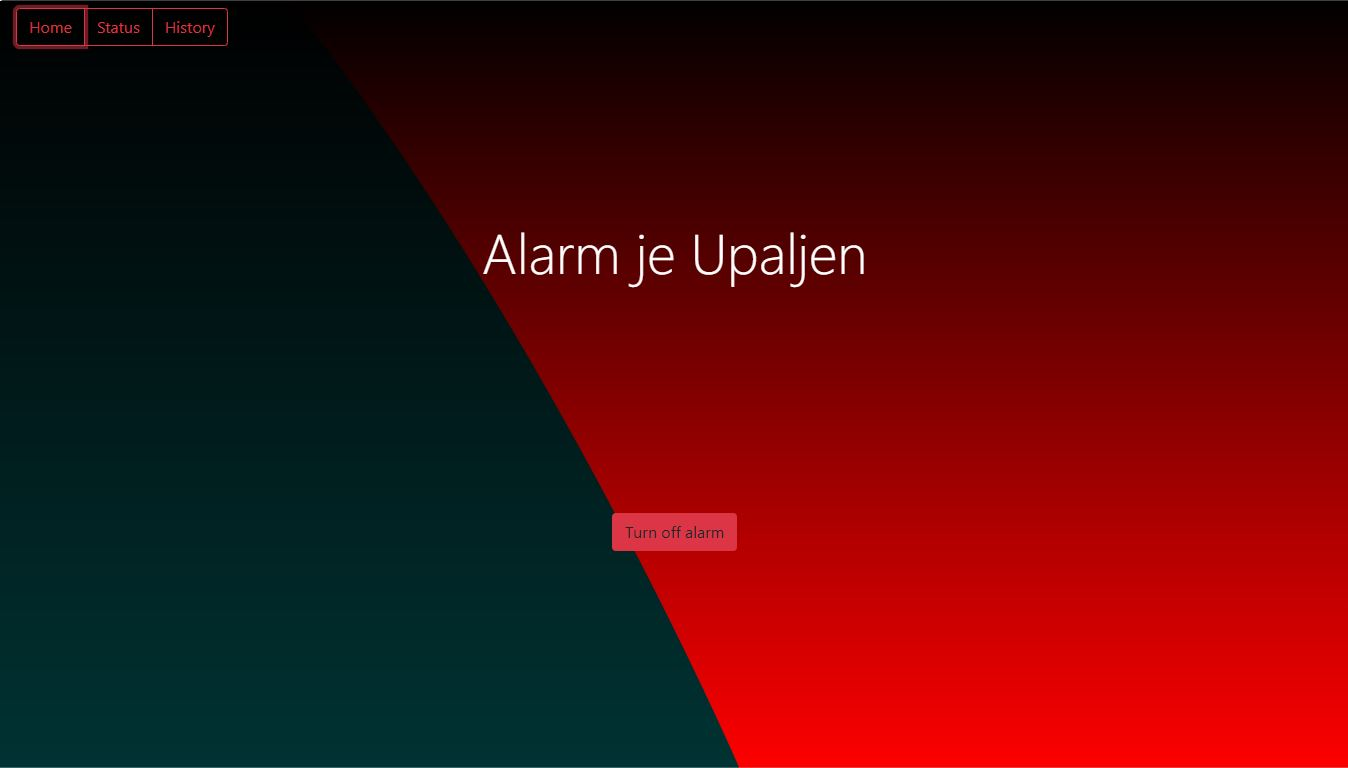 Home Status History
Alarm je Upaljen
Turn off alarm